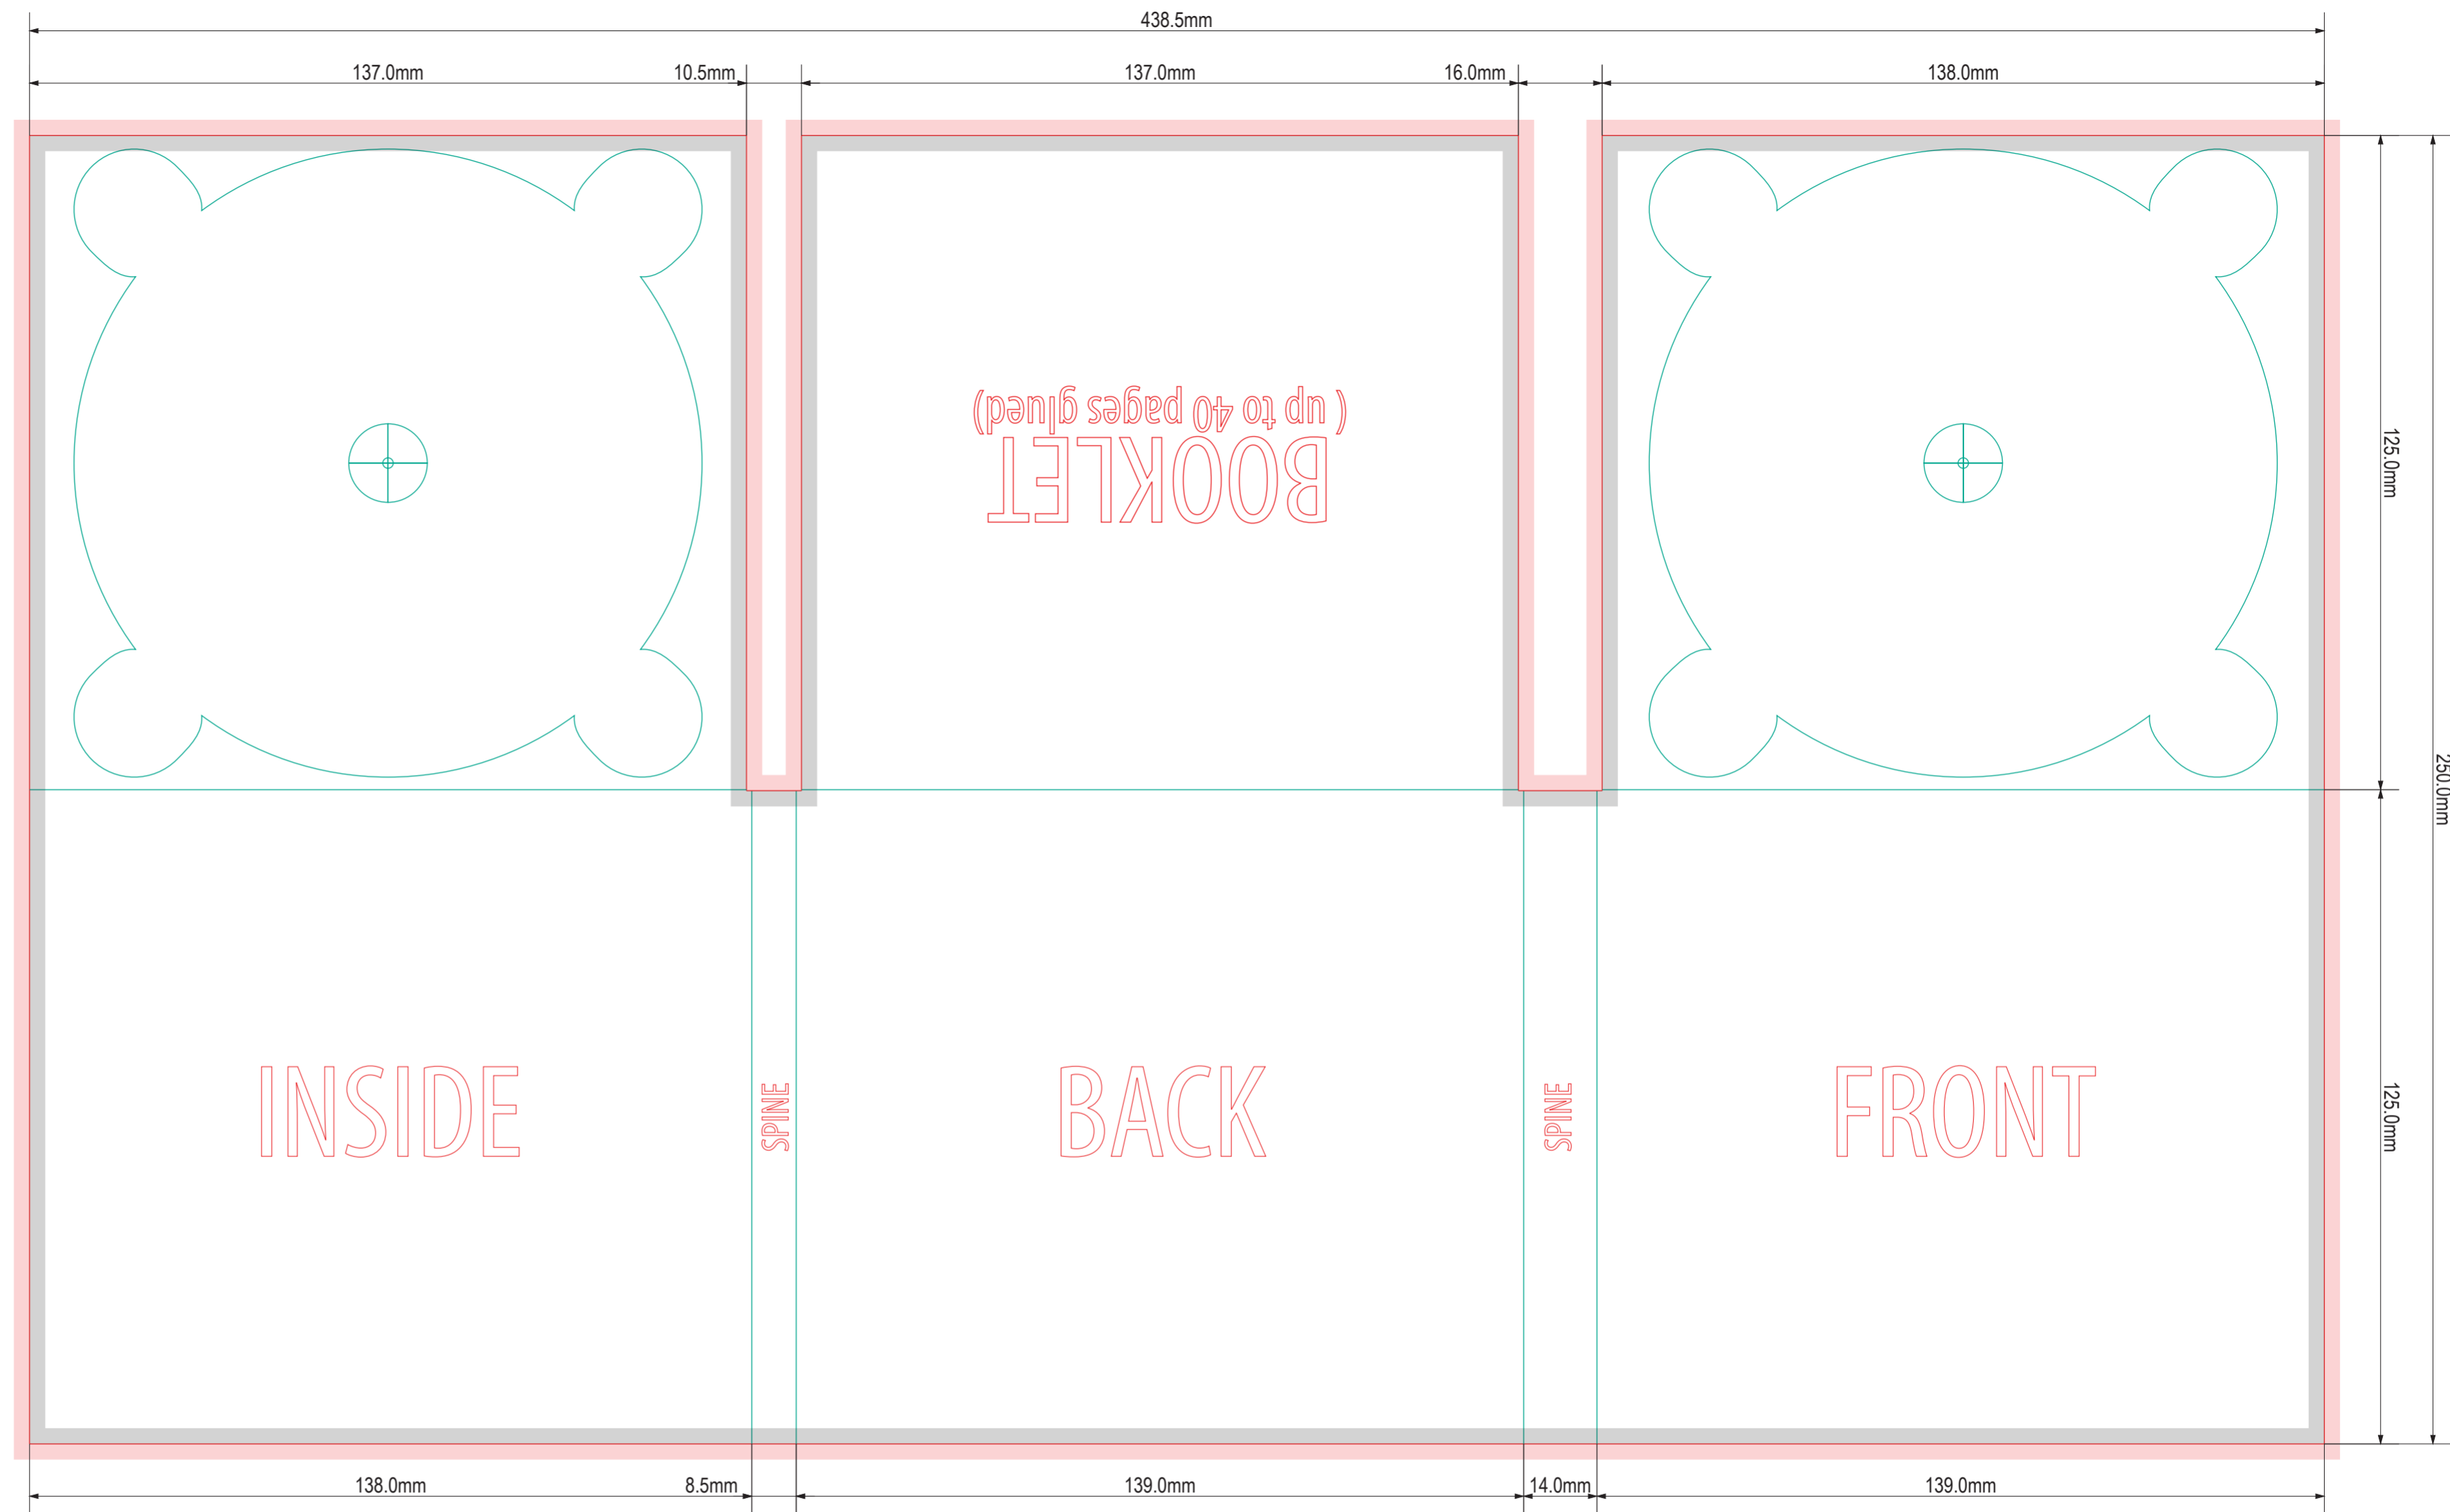 438.5mm
137.0mm 10.5mm 137.0mm 16.0mm 138.0mm
( up to 40 pages glued)
BOOKLET
125.0mm
250.0mm
INSIDE
SPINE
BACK
SPINE
FRONT
125.0mm
138.0mm 8.5mm 139.0mm 14.0mm 139.0mm